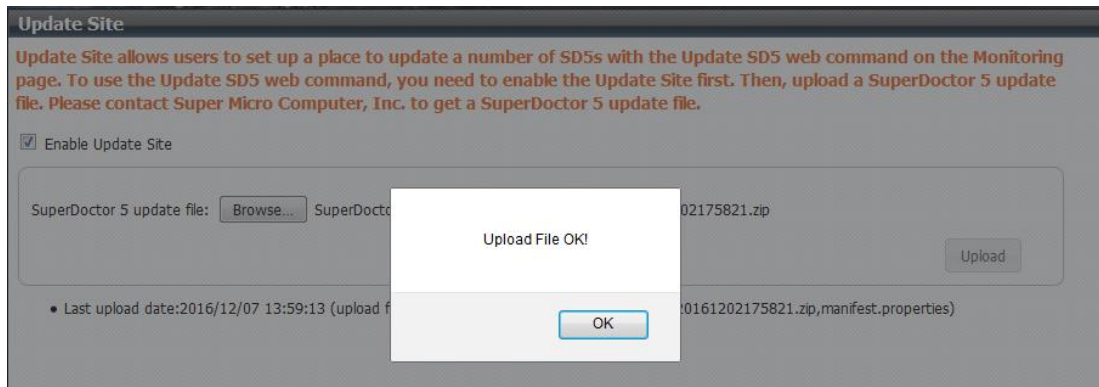 Update Site
Update Site allows users to set up a place to update a number of SD5s with the Update SD5 web command on the Monitoring
page. To use the Update SD5 web command, you need to enable the Update Site first. Then, upload a SuperDoctor 5 update
file. Please contact Super Micro Computer, Inc. to get a SuperDoctor 5 update file.
Enable Update Site
SuperDoctor 5 update file: Browse... SuperDocto 02175821.zip
Upload File OK!
Upload
• Last upload date:2016/12/07 13:59:13 (upload f 20161202175821.zip,manifest.properties)
OK